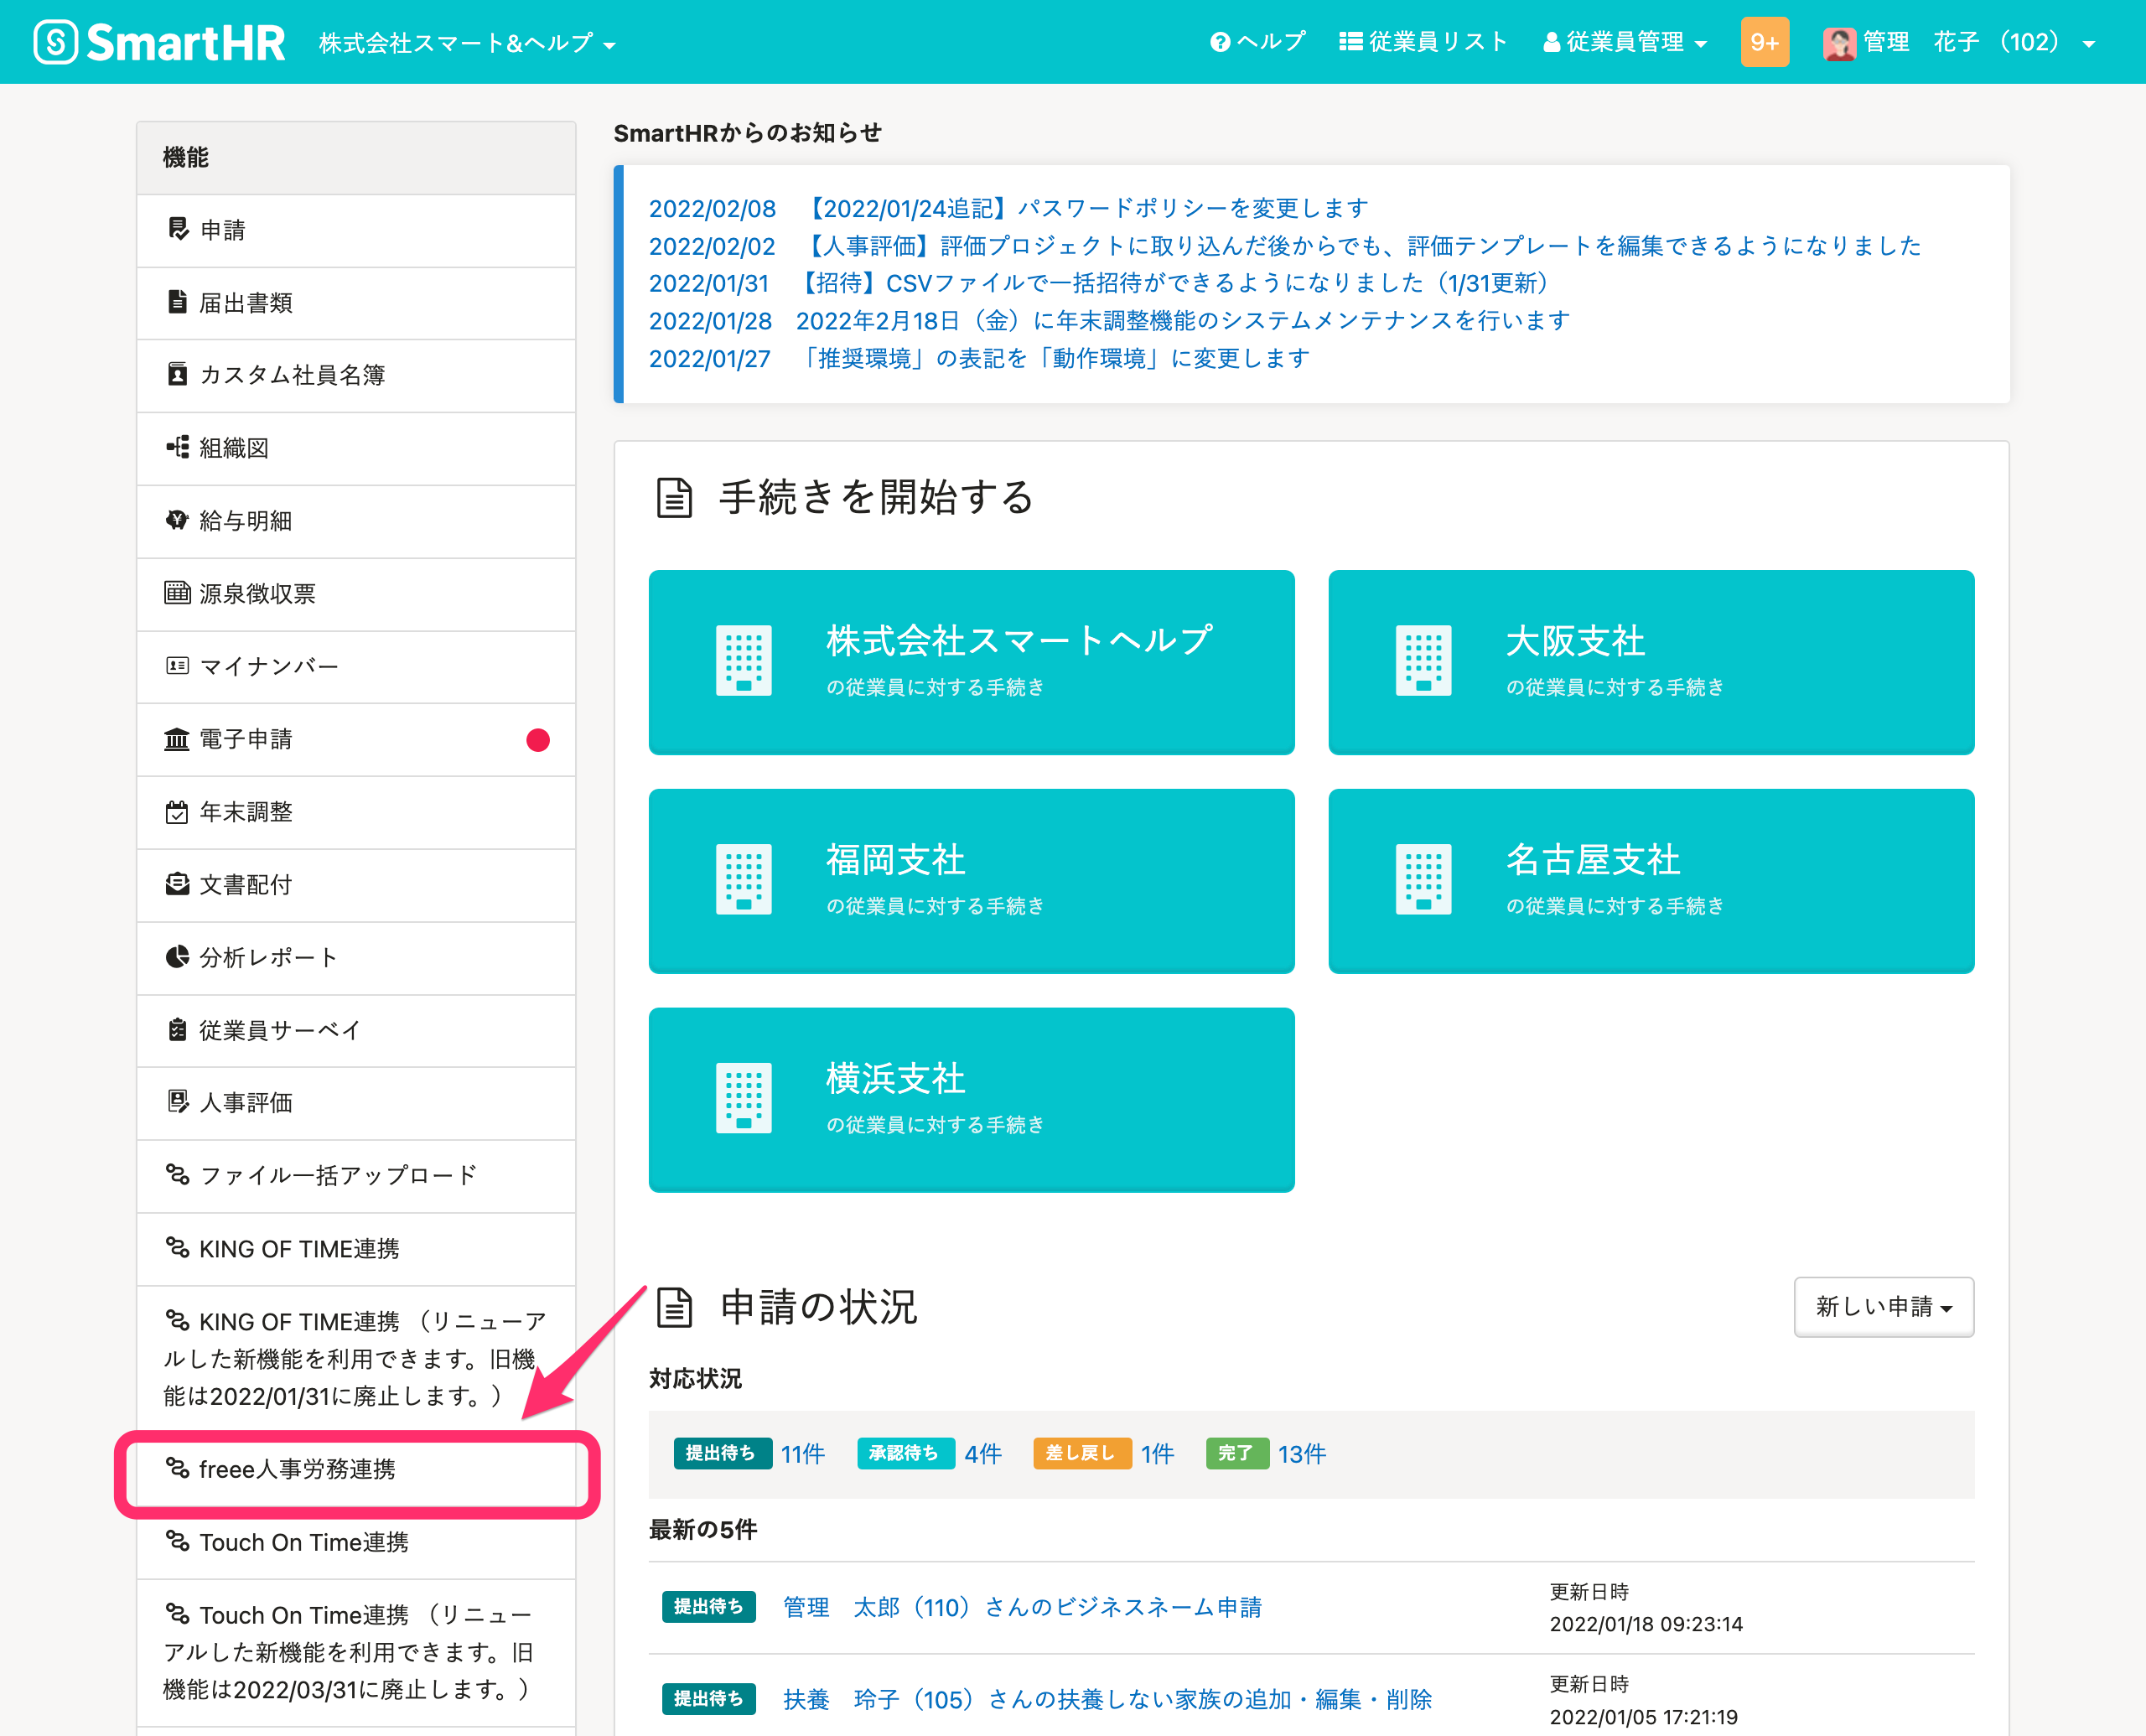 SmartHR 株式会社スマート&ヘルプ ヘルプ 従業員リスト 従業員管理 9+ 管理 花子 （102）
機能
申請
届出書類
カスタム社員名簿
組織図
給与明細
源泉徴収票
マイナンバー
電子申請
年末調整
文書配付
分析レポート
従業員サーベイ
人事評価
ファイル一括アップロード
KING OF TIME連携
KING OF TIME連携 （リニューア
ルした新機能を利用できます。旧機
能は2022/01/31に廃止します。）
freee人事労務連携
Touch On Time連携
Touch On Time連携 （リニュー
アルした新機能を利用できます。旧
機能は2022/03/31に廃止します。）
SmartHRからのお知らせ
2022/02/08 【2022/01/24追記】パスワードポリシーを変更します
2022/02/02 【人事評価】評価プロジェクトに取り込んだ後からでも、評価テンプレートを編集できるようになりました
2022/01/31 【招待】CSVファイルで一括招待ができるようになりました（1/31更新）
2022/01/28 2022年2月18日（金）に年末調整機能のシステムメンテナンスを行います
2022/01/27 「推奨環境」の表記を「動作環境」に変更します
手続きを開始する
株式会社スマートヘルプ
の従業員に対する手続き
大阪支社
の従業員に対する手続き
福岡支社
の従業員に対する手続き
名古屋支社
の従業員に対する手続き
横浜支社
の従業員に対する手続き
申請の状況
新しい申請
対応状況
提出待ち 11件 承認待ち 4件 差し戻し 1件 完了 13件
最新の5件
提出待ち 管理 太郎（110）さんのビジネスネーム申請
更新日時
2022/01/18 09:23:14
提出待ち 扶養 玲子（105）さんの扶養しない家族の追加・編集・削除
更新日時
2022/01/05 17:21:19